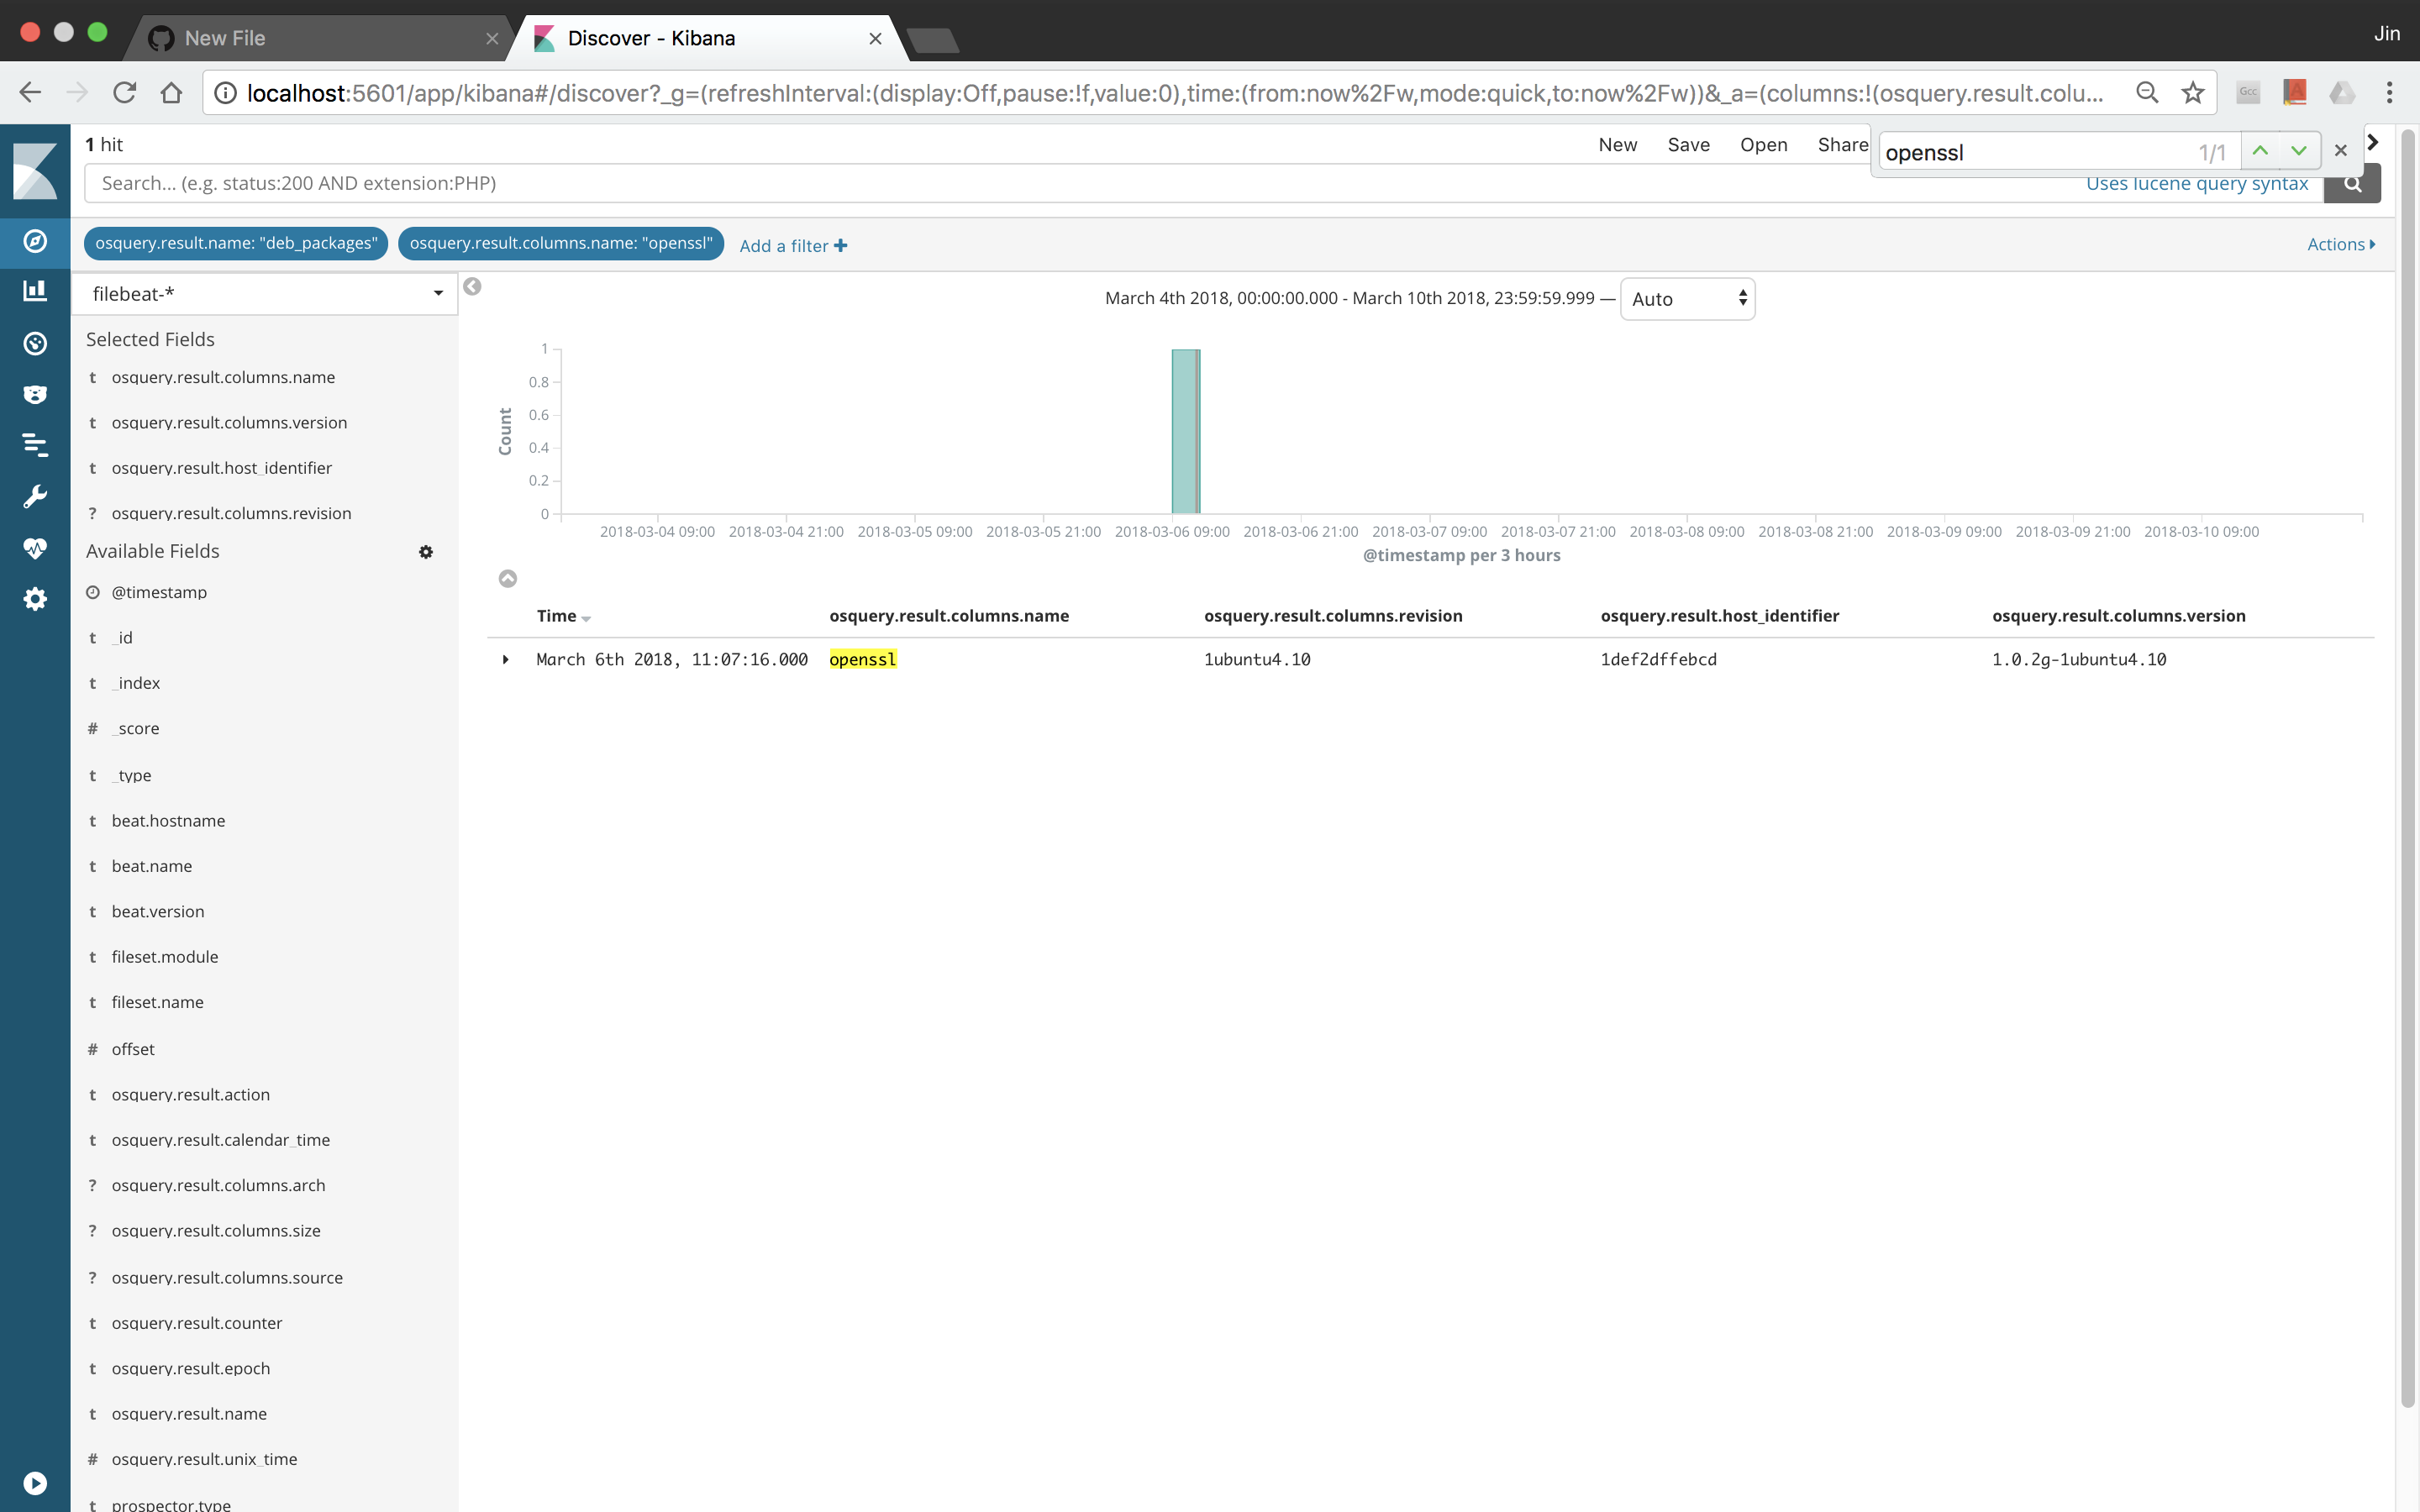 New File
Discover - Kibana
Jin
localhost:5601/app/kibana#/discover?_g=(refreshInterval:(display:Off,pause:!f,value:0),time:(from:now%2Fw,mode:quick,to:now%2Fw))&_a=(columns:!(osquery.result.colu...
Gcc
1 hit
New Save Open Share
openssl 1/1
Search... (e.g. status:200 AND extension:PHP)
Uses lucene query syntax
osquery.result.name: "deb_packages" osquery.result.columns.name: "openssl" Add a filter
Actions
filebeat-*
March 4th 2018, 00:00:00.000 - March 10th 2018, 23:59:59.999 — Auto
Selected Fields
t osquery.result.columns.name
t osquery.result.columns.version
t osquery.result.host_identifier
? osquery.result.columns.revision
Available Fields
@timestamp
t _id
t _index
# _score
t _type
t beat.hostname
t beat.name
t beat.version
t fileset.module
t fileset.name
# offset
t osquery.result.action
t osquery.result.calendar_time
? osquery.result.columns.arch
? osquery.result.columns.size
? osquery.result.columns.source
t osquery.result.counter
t osquery.result.epoch
t osquery.result.name
# osquery.result.unix_time
t prospector.type
Count
1
0.8
0.6
0.4
0.2
0
2018-03-04 09:00 2018-03-04 21:00 2018-03-05 09:00 2018-03-05 21:00 2018-03-06 09:00 2018-03-06 21:00 2018-03-07 09:00 2018-03-07 21:00 2018-03-08 09:00 2018-03-08 21:00 2018-03-09 09:00 2018-03-09 21:00 2018-03-10 09:00
@timestamp per 3 hours
Time osquery.result.columns.name osquery.result.columns.revision osquery.result.host_identifier osquery.result.columns.version
March 6th 2018, 11:07:16.000 openssl 1ubuntu4.10 1def2dffebcd 1.0.2g-1ubuntu4.10